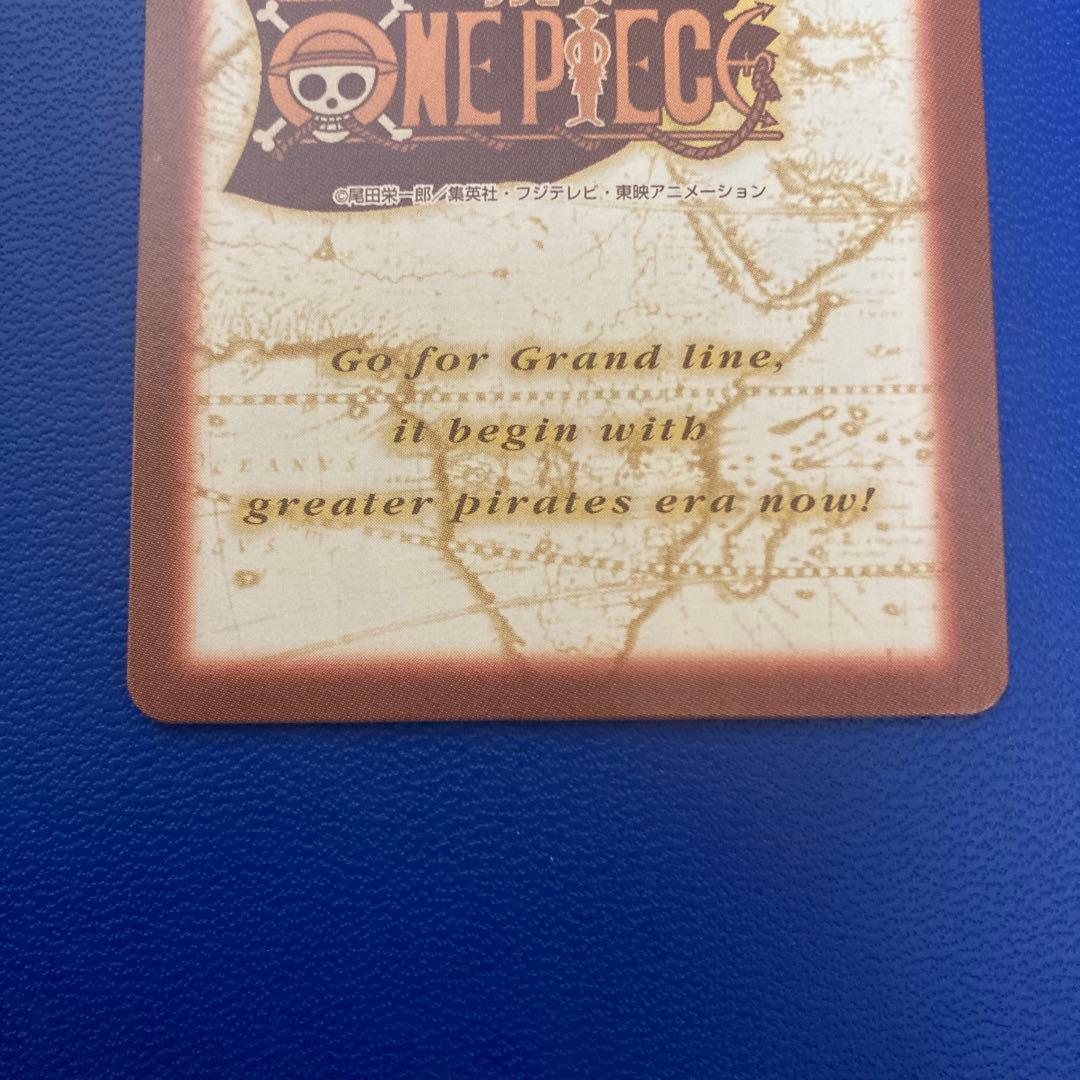 ONE PIECE
©尾田栄一郎／集英社・フジテレビ・東映アニメーション
Go for Grand line,
it begin with
greater pirates era now!